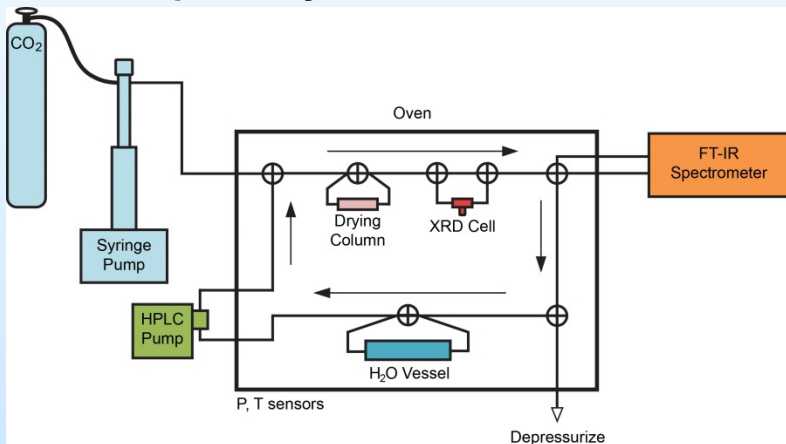 CO₂
Oven
FT-IR
Spectrometer
Drying
Column
XRD Cell
Syringe
Pump
HPLC
Pump
H₂O Vessel
P, T sensors
Depressurize